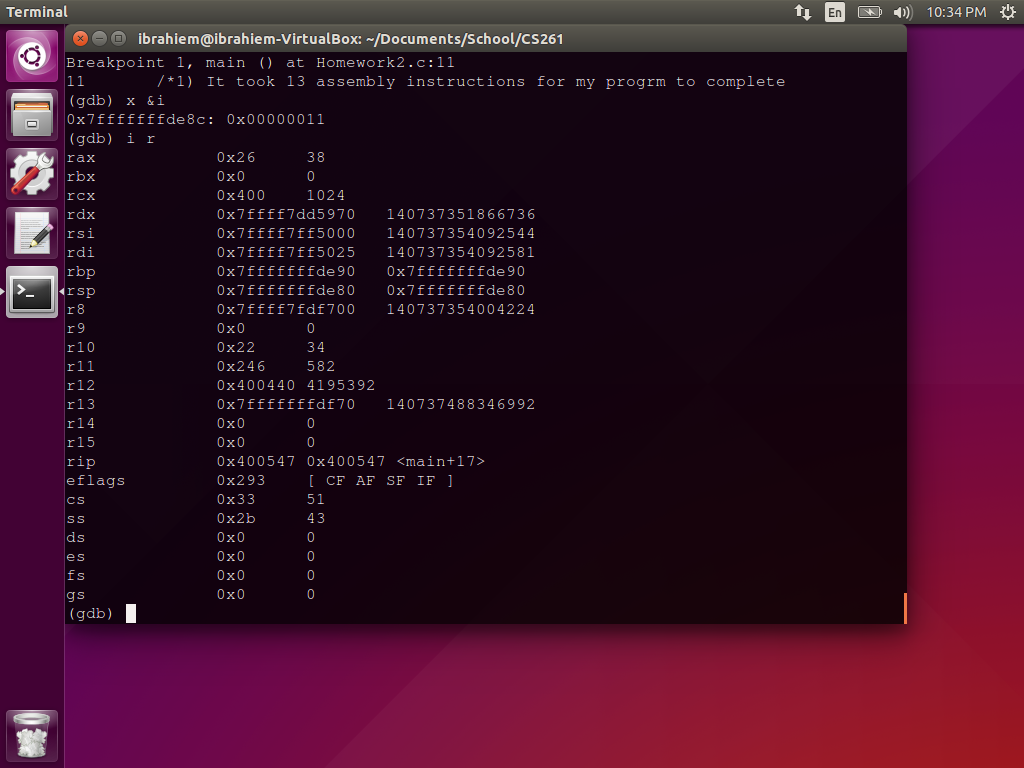 Terminal
En
10:34 PM
ibrahiem@ibrahiem-VirtualBox: ~/Documents/School/CS261
Breakpoint 1, main () at Homework2.c:11
11 /*1) It took 13 assembly instructions for my progrm to complete
(gdb) x &i
0x7fffffffde8c: 0x00000011
(gdb) i r
rax 0x26 38
rbx 0x0 0
rcx 0x400 1024
rdx 0x7ffff7dd5970 140737351866736
rsi 0x7ffff7ff5000 140737354092544
rdi 0x7ffff7ff5025 140737354092581
rbp 0x7fffffffde90 0x7fffffffde90
rsp 0x7fffffffde80 0x7fffffffde80
r8 0x7ffff7fdf700 140737354004224
r9 0x0 0
r10 0x22 34
r11 0x246 582
r12 0x400440 4195392
r13 0x7fffffffdf70 140737488346992
r14 0x0 0
r15 0x0 0
rip 0x400547 0x400547 <main+17>
eflags 0x293 [ CF AF SF IF ]
cs 0x33 51
ss 0x2b 43
ds 0x0 0
es 0x0 0
fs 0x0 0
gs 0x0 0
(gdb)